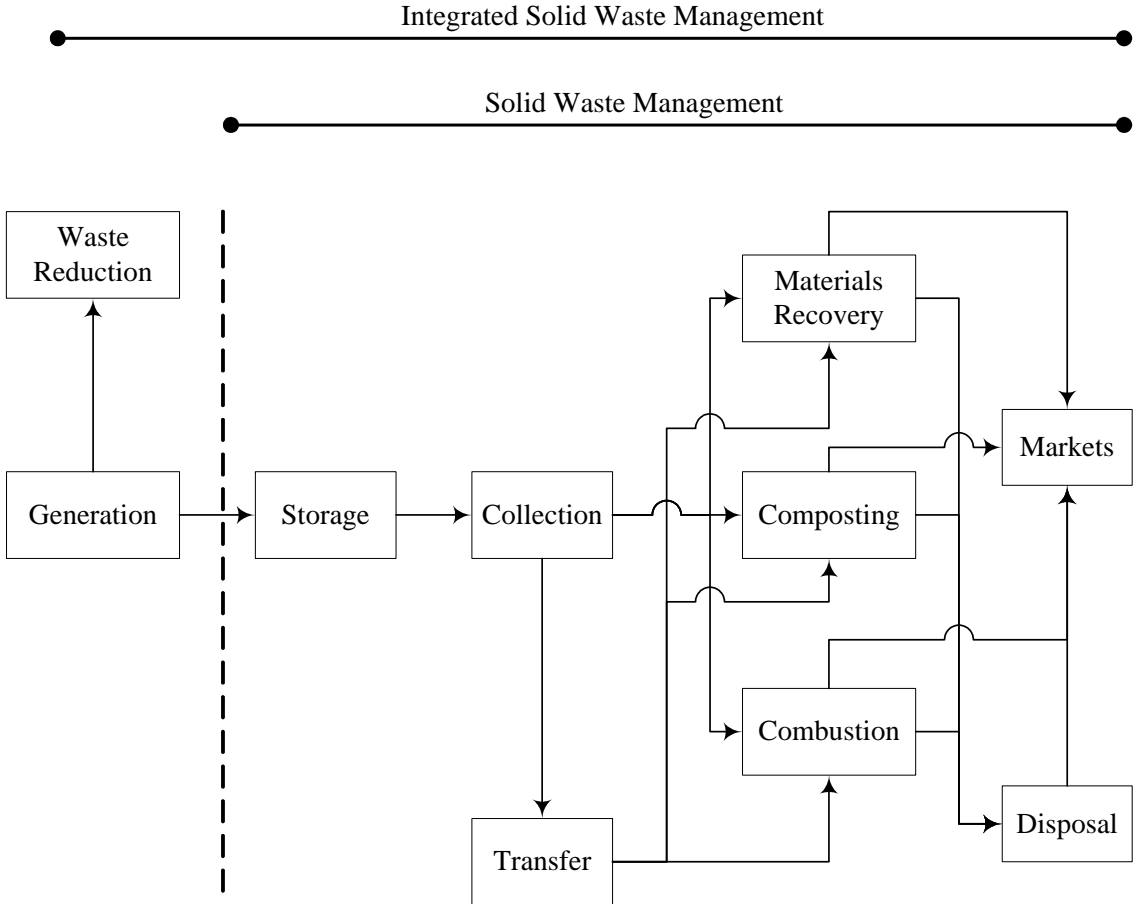 Integrated Solid Waste Management
Solid Waste Management
Waste
Reduction
Materials
Recovery
Markets
Generation
Storage
Collection
Composting
Combustion
Disposal
Transfer